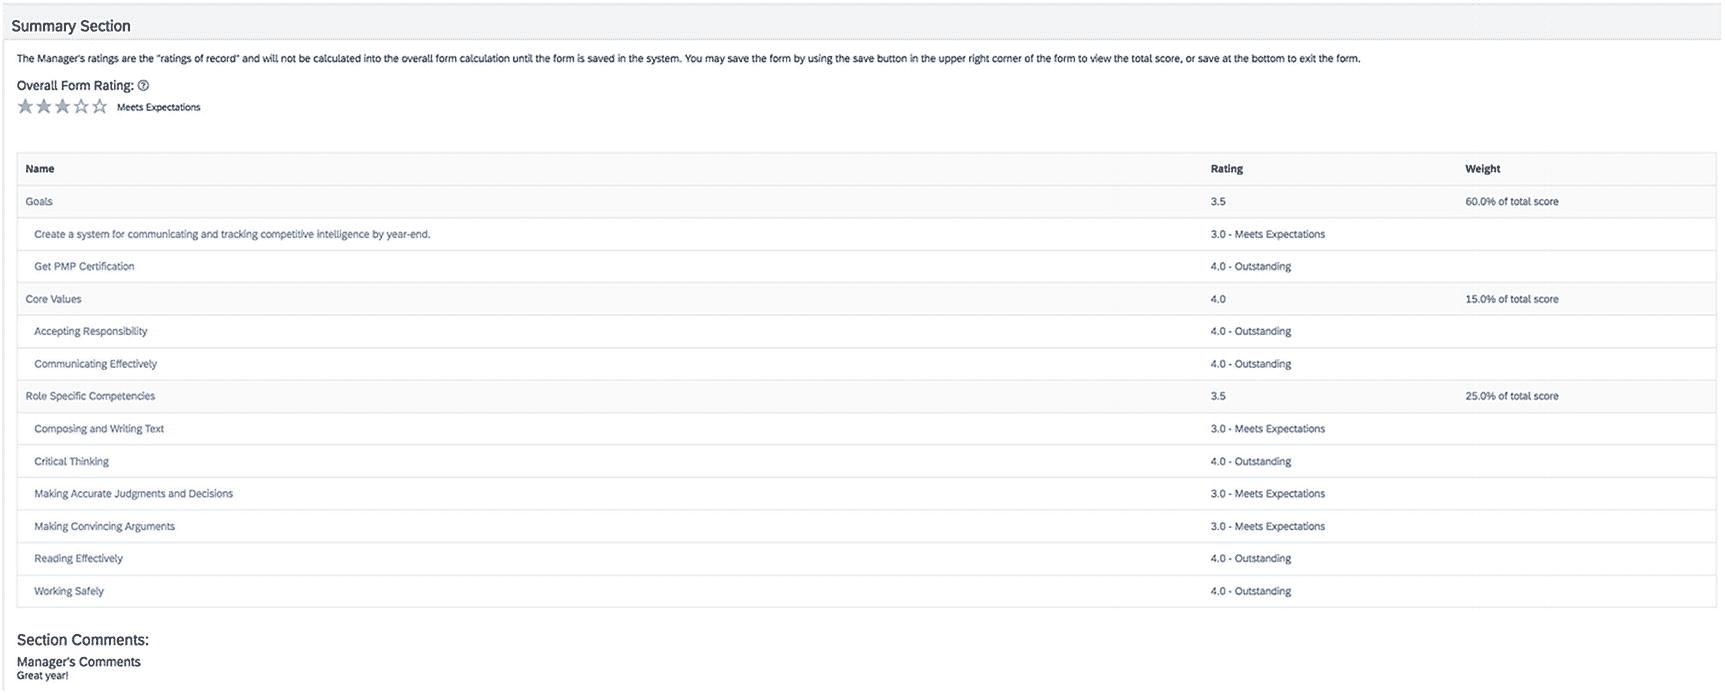 Summary Section
The Manager's ratings are the "ratings of record" and will not be calculated into the overall form calculation until the form is saved in the system. You may save the form by using the save button in the upper right corner of the form to view the total score, or save at the bottom to exit the form.
Overall Form Rating: ?
Meets Expectations
Name Rating Weight
Goals 3.5 60.0% of total score
Create a system for communicating and tracking competitive intelligence by year-end. 3.0 - Meets Expectations
Get PMP Certification 4.0 - Outstanding
Core Values 4.0 15.0% of total score
Accepting Responsibility 4.0 - Outstanding
Communicating Effectively 4.0 - Outstanding
Role Specific Competencies 3.5 25.0% of total score
Composing and Writing Text 3.0 - Meets Expectations
Critical Thinking 4.0 - Outstanding
Making Accurate Judgments and Decisions 3.0 - Meets Expectations
Making Convincing Arguments 3.0 - Meets Expectations
Reading Effectively 4.0 - Outstanding
Working Safely 4.0 - Outstanding
Section Comments:
Manager's Comments
Great year!